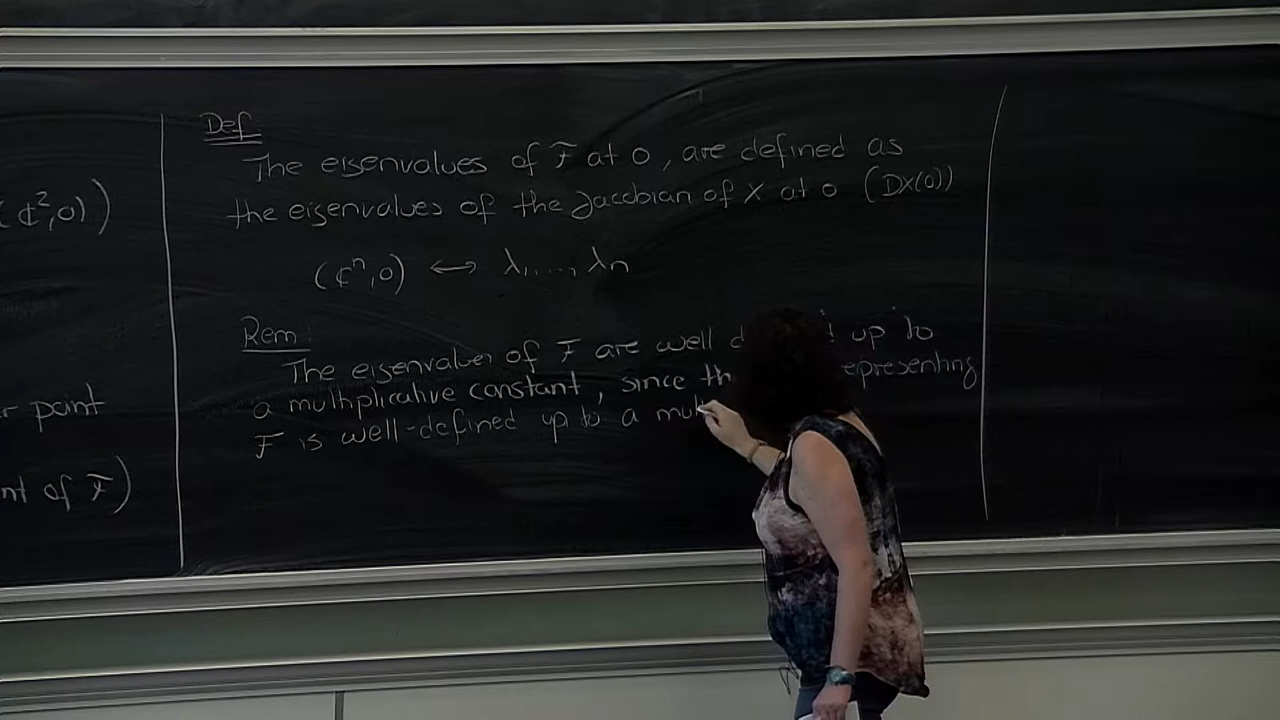 (ℂ²,0))
r point
nt of F)
Def
The eigenvalues of F at 0, are defined as
the eigenvalues of the Jacobian of X at 0 (DX(0))
(ℂⁿ,0) ↔ λ1,..., λn
Rem:
The eigenvalues of F are well d up to
a multiplicative constant, since th epresenting
F is well-defined up to a mul